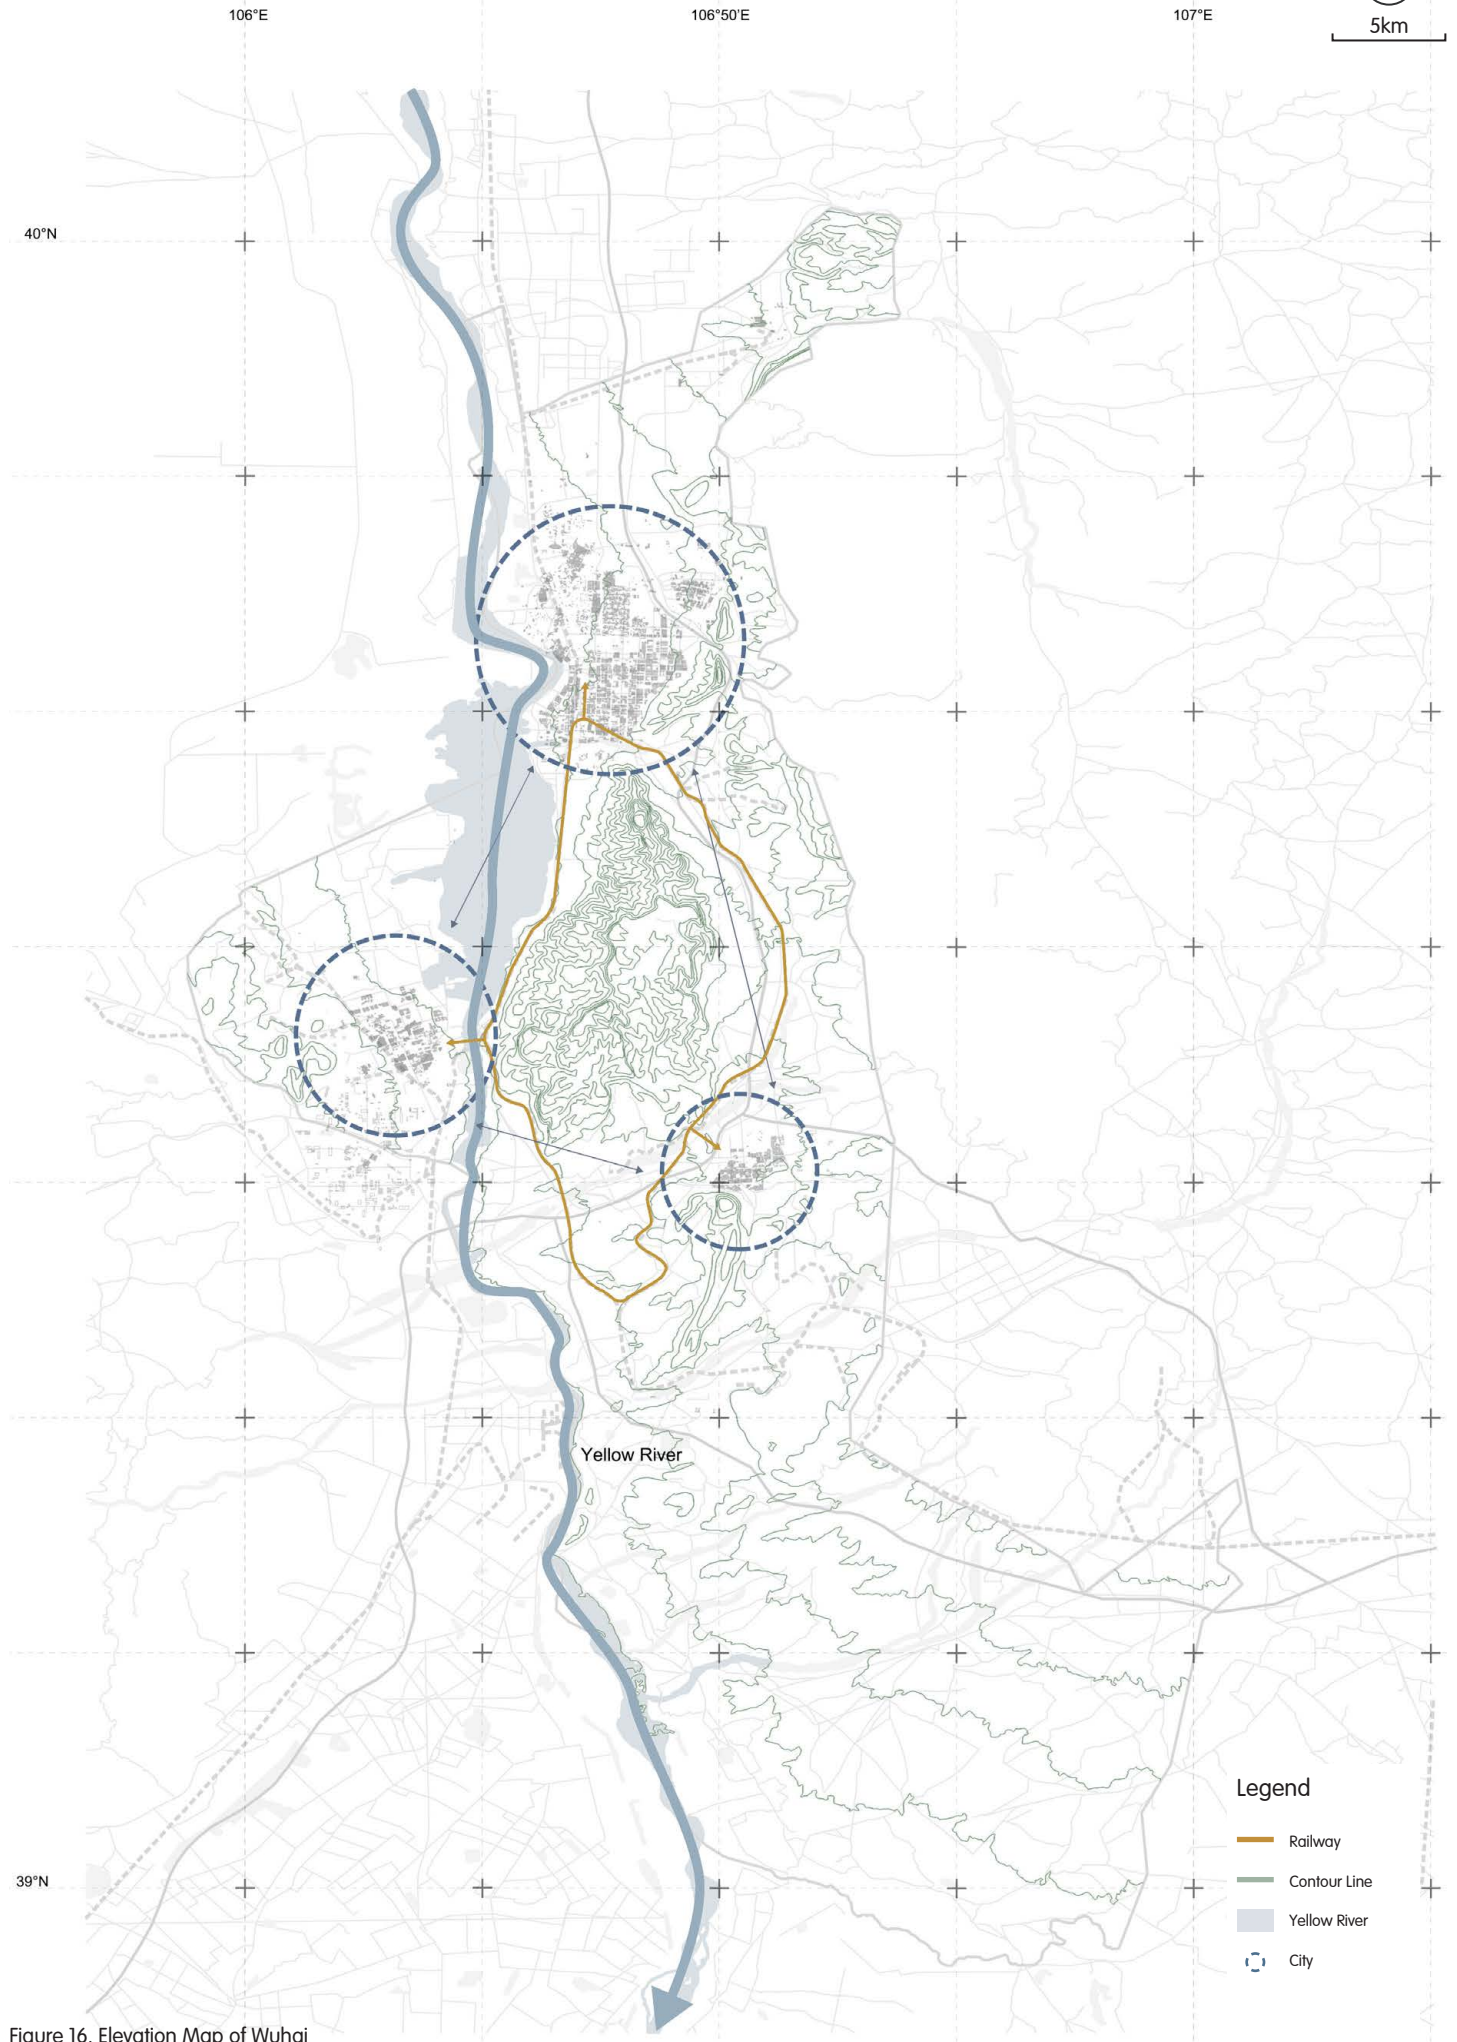 106°E
106°50'E
107°E
5km
40°N
Yellow River
Legend
Railway
Contour Line
39°N
Yellow River
City
Figure 16. Elevation Map of Wuhai